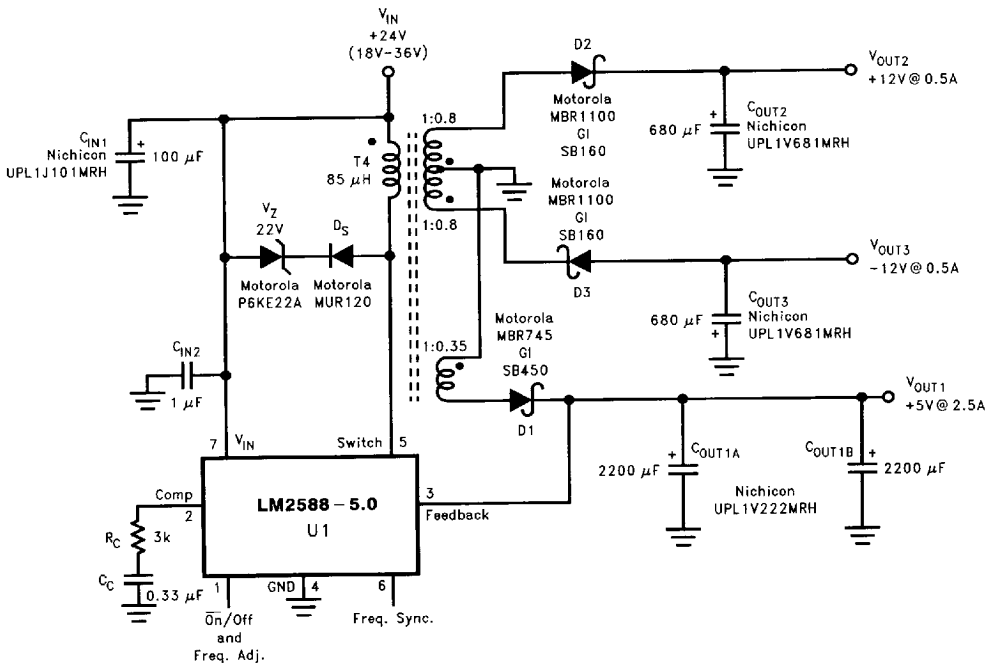 V_IN
+24V
(18V-36V)
D2
V_OUT2
+12V@0.5A
Motorola
MBR1100
GI
SB160
C_OUT2
Nichicon
UPL1V681MRH
+
680 μF
1:0.8
C_IN1
Nichicon
UPL1J101MRH
+
100 μF
T4
85 μH
Motorola
MBR1100
GI
SB160
1:0.8
V_Z
22V
D_S
Motorola
P6KE22A
Motorola
MUR120
D3
V_OUT3
-12V@0.5A
C_OUT3
Nichicon
UPL1V681MRH
680 μF
+
Motorola
MBR745
GI
SB450
1:0.35
C_IN2
1 μF
D1
V_OUT1
+5V@2.5A
7
V_IN
Switch
5
C_OUT1A
+
2200 μF
C_OUT1B
+
2200 μF
Nichicon
UPL1V222MRH
Comp
2
LM2588-5.0
U1
3
Feedback
R_C
3k
C_C
0.33 μF
1
GND
4
6
O̅n̅/Off
and
Freq. Adj.
Freq. Sync.